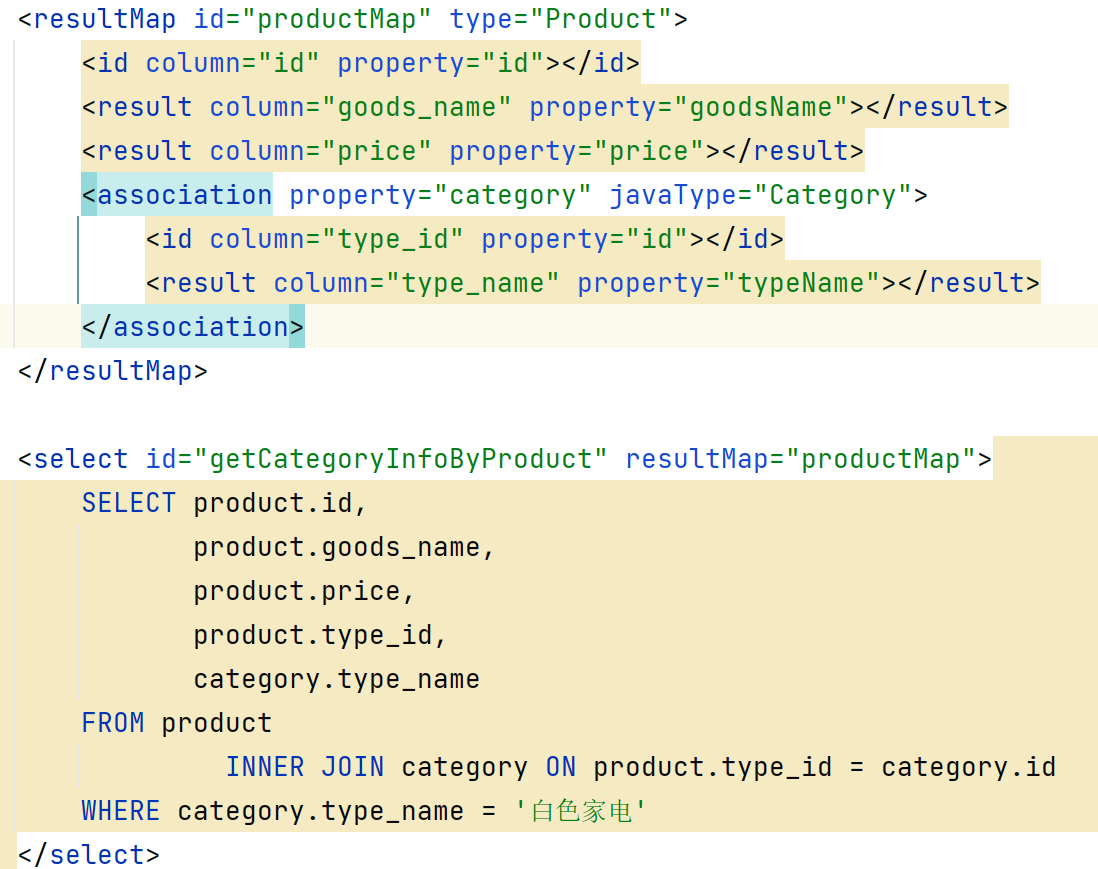 <resultMap id="productMap" type="Product">
<id column="id" property="id"></id>
<result column="goods_name" property="goodsName"></result>
<result column="price" property="price"></result>
<association property="category" javaType="Category">
<id column="type_id" property="id"></id>
<result column="type_name" property="typeName"></result>
</association>
</resultMap>
<select id="getCategoryInfoByProduct" resultMap="productMap">
SELECT product.id,
product.goods_name,
product.price,
product.type_id,
category.type_name
FROM product
INNER JOIN category ON product.type_id = category.id
WHERE category.type_name = '白色家电'
</select>